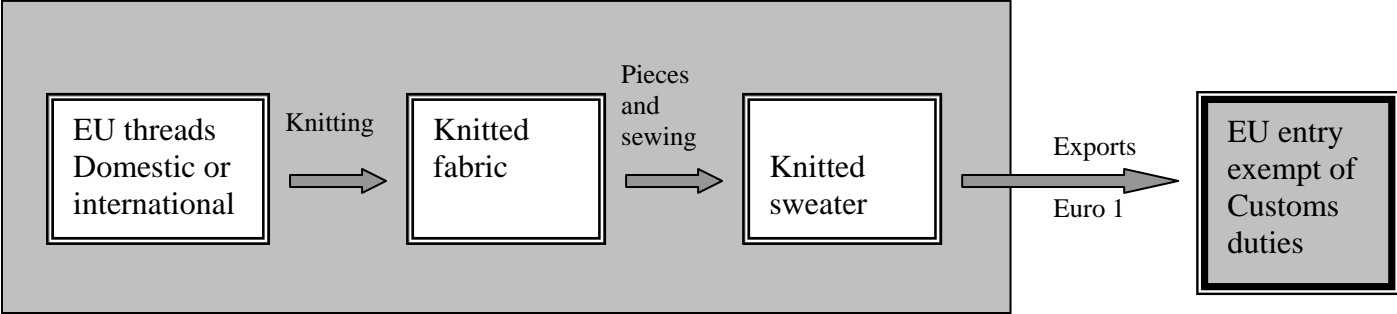 EU threads
Domestic or
international
Knitting
Knitted
fabric
Pieces
and
sewing
Knitted
sweater
Exports
Euro 1
EU entry
exempt of
Customs
duties